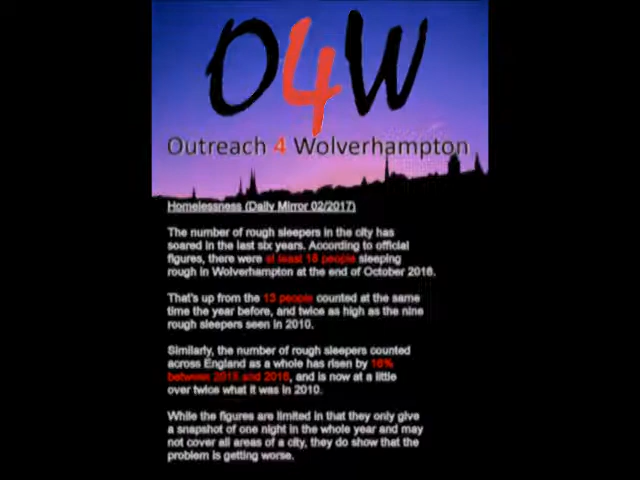 O4W
Outreach 4 Wolverhampton
Homelessness (Daily Mirror 02/2017)
The number of rough sleepers in the city has
soared in the last six years. According to official
figures, there were at least 18 people sleeping
rough in Wolverhampton at the end of October 2016.
That's up from the 13 people counted at the same
time the year before, and twice as high as the nine
rough sleepers seen in 2010.
Similarly, the number of rough sleepers counted
across England as a whole has risen by 16%
between 2015 and 2016, and is now at a little
over twice what it was in 2010.
While the figures are limited in that they only give
a snapshot of one night in the whole year and may
not cover all areas of a city, they do show that the
problem is getting worse.